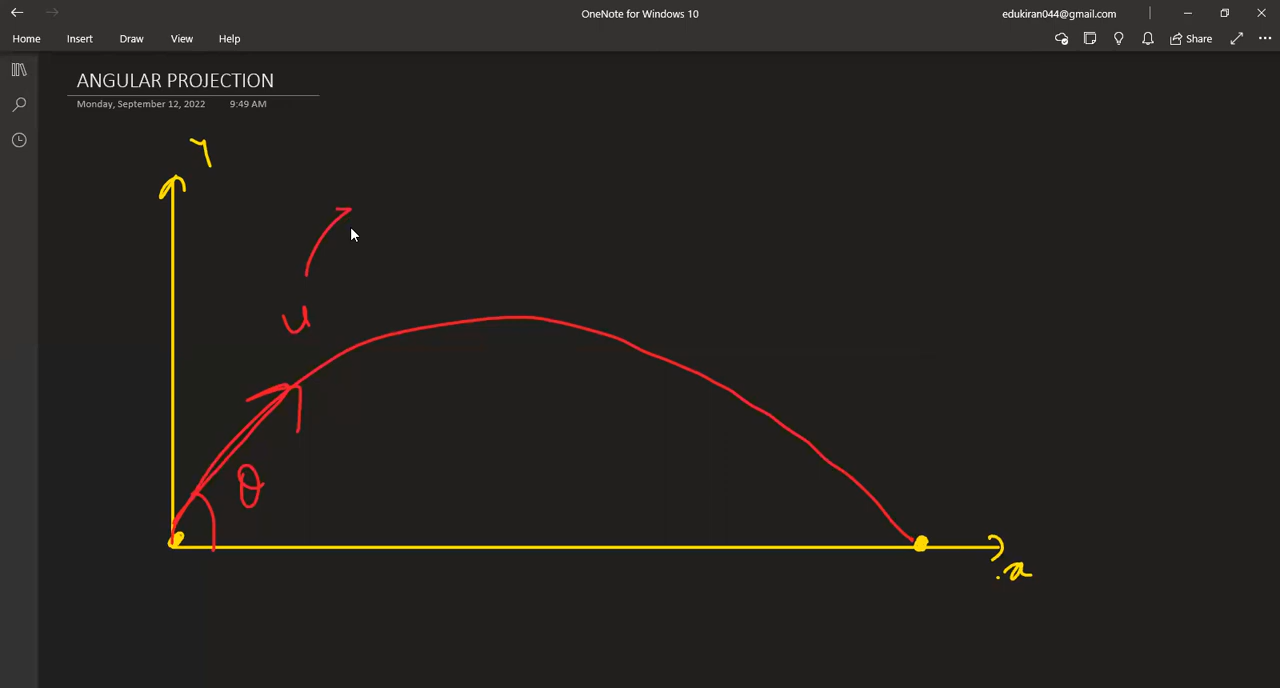 OneNote for Windows 10
edukiran044@gmail.com
Home Insert Draw View Help
Share
ANGULAR PROJECTION
Monday, September 12, 2022 9:49 AM
Y
u
θ
x